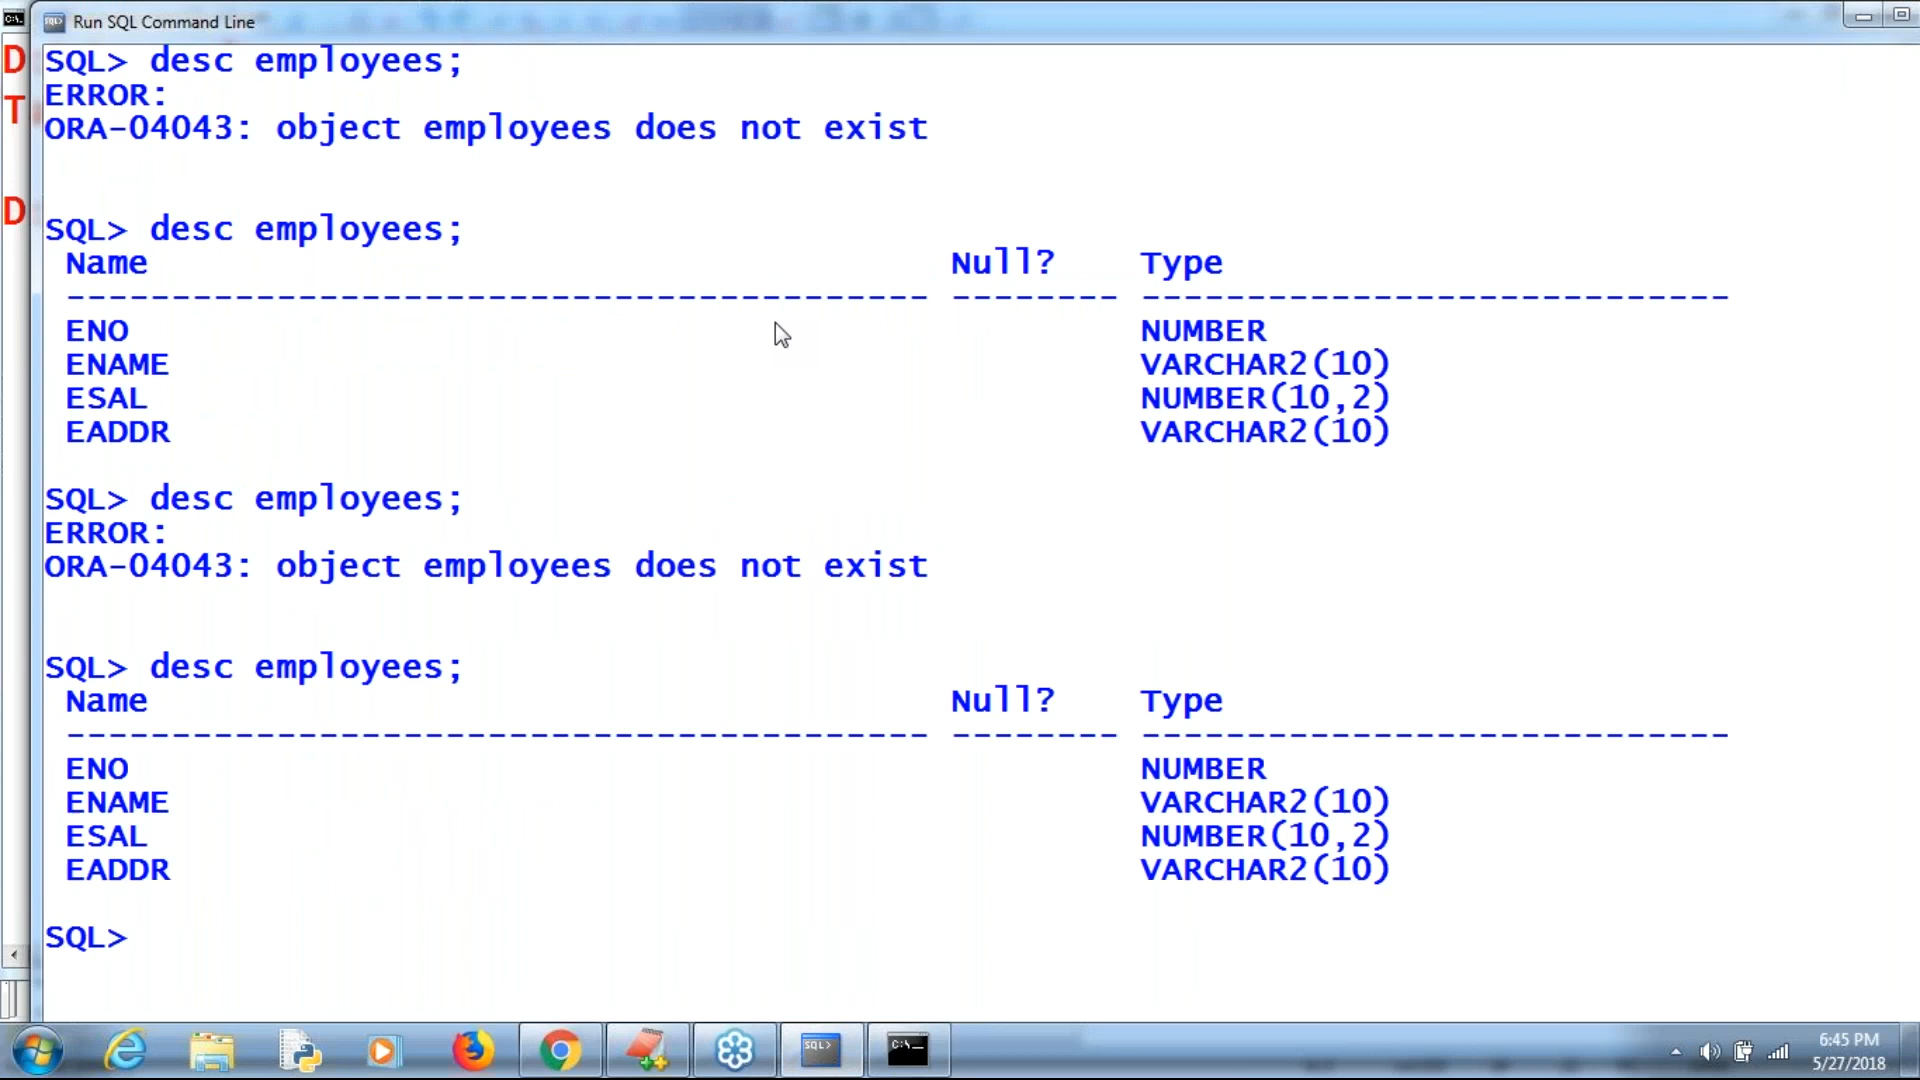 Run SQL Command Line
D
T
D
SQL> desc employees;
ERROR:
ORA-04043: object employees does not exist
SQL> desc employees;
Name Null? Type
----------------------------------------- -------- ----------------------------
ENO NUMBER
ENAME VARCHAR2(10)
ESAL NUMBER(10,2)
EADDR VARCHAR2(10)
SQL> desc employees;
ERROR:
ORA-04043: object employees does not exist
SQL> desc employees;
Name Null? Type
----------------------------------------- -------- ----------------------------
ENO NUMBER
ENAME VARCHAR2(10)
ESAL NUMBER(10,2)
EADDR VARCHAR2(10)
SQL>
SQL>
C:\_
6:45 PM
5/27/2018